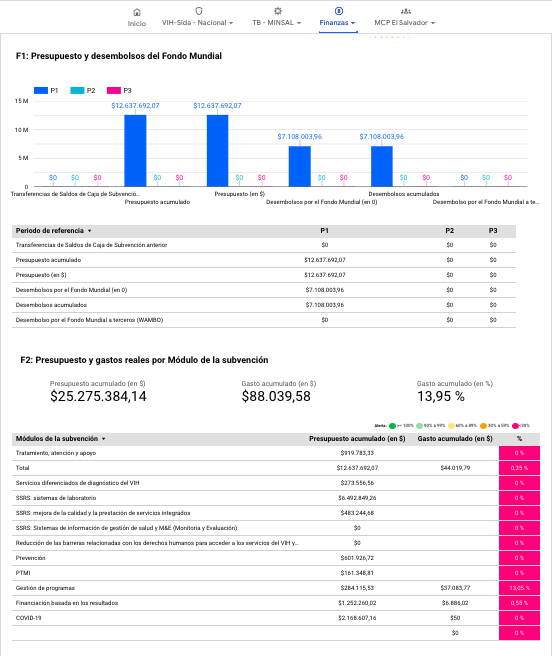 Inicio
VIH-Sida - Nacional
TB - MINSAL
Finanzas
MCP El Salvador
F1: Presupuesto y desembolsos del Fondo Mundial
P1 P2 P3
15 M
10 M
5 M
0
$12.637.692,07 $12.637.692,07 $7.108.003,96 $7.108.003,96
$0 $0 $0 $0 $0 $0 $0 $0 $0 $0 $0 $0 $0 $0
Transferencias de Saldos de Caja de Subvenció...
Presupuesto acumulado
Presupuesto (en $)
Desembolsos por el Fondo Mundial (en 0)
Desembolsos acumulados
Desembolso por el Fondo Mundial a te...
Periodo de referencia P1 P2 P3
Transferencias de Saldos de Caja de Subvención anterior $0 $0 $0
Presupuesto acumulado $12.637.692,07 $0 $0
Presupuesto (en $) $12.637.692,07 $0 $0
Desembolsos por el Fondo Mundial (en 0) $7.108.003,96 $0 $0
Desembolsos acumulados $7.108.003,96 $0 $0
Desembolso por el Fondo Mundial a terceros (WAMBO) $0 $0 $0
F2: Presupuesto y gastos reales por Módulo de la subvención
Presupuesto acumulado (en $) Gasto acumulado (en $) Gasto acumulado (en %)
$25.275.384,14 $88.039,58 13,95 %
Alerta: >= 100% 90% a 99% 60% a 89% 30% a 59% <30%
Módulos de la subvención Presupuesto acumulado (en $) Gasto acumulado (en $) %
Tratamiento, atención y apoyo $919.783,33 0 %
Total $12.637.692,07 $44.019,79 0,35 %
Servicios diferenciados de diagnóstico del VIH $273.556,56 0 %
SSRS: sistemas de laboratorio $6.492.849,26 0 %
SSRS: mejora de la calidad y la prestación de servicios integrados $483.244,68 0 %
SSRS: Sistemas de información de gestión de salud y M&E (Monitoria y Evaluación) $0 0 %
Reducción de las barreras relacionadas con los derechos humanos para acceder a los servicios del VIH y... $0 0 %
Prevención $601.926,72 0 %
PTMI $161.348,81 0 %
Gestión de programas $284.115,53 $37.083,77 13,05 %
Financiación basada en los resultados $1.252.260,02 $6.886,02 0,55 %
COVID-19 $2.168.607,16 $50 0 %
$0 0 %